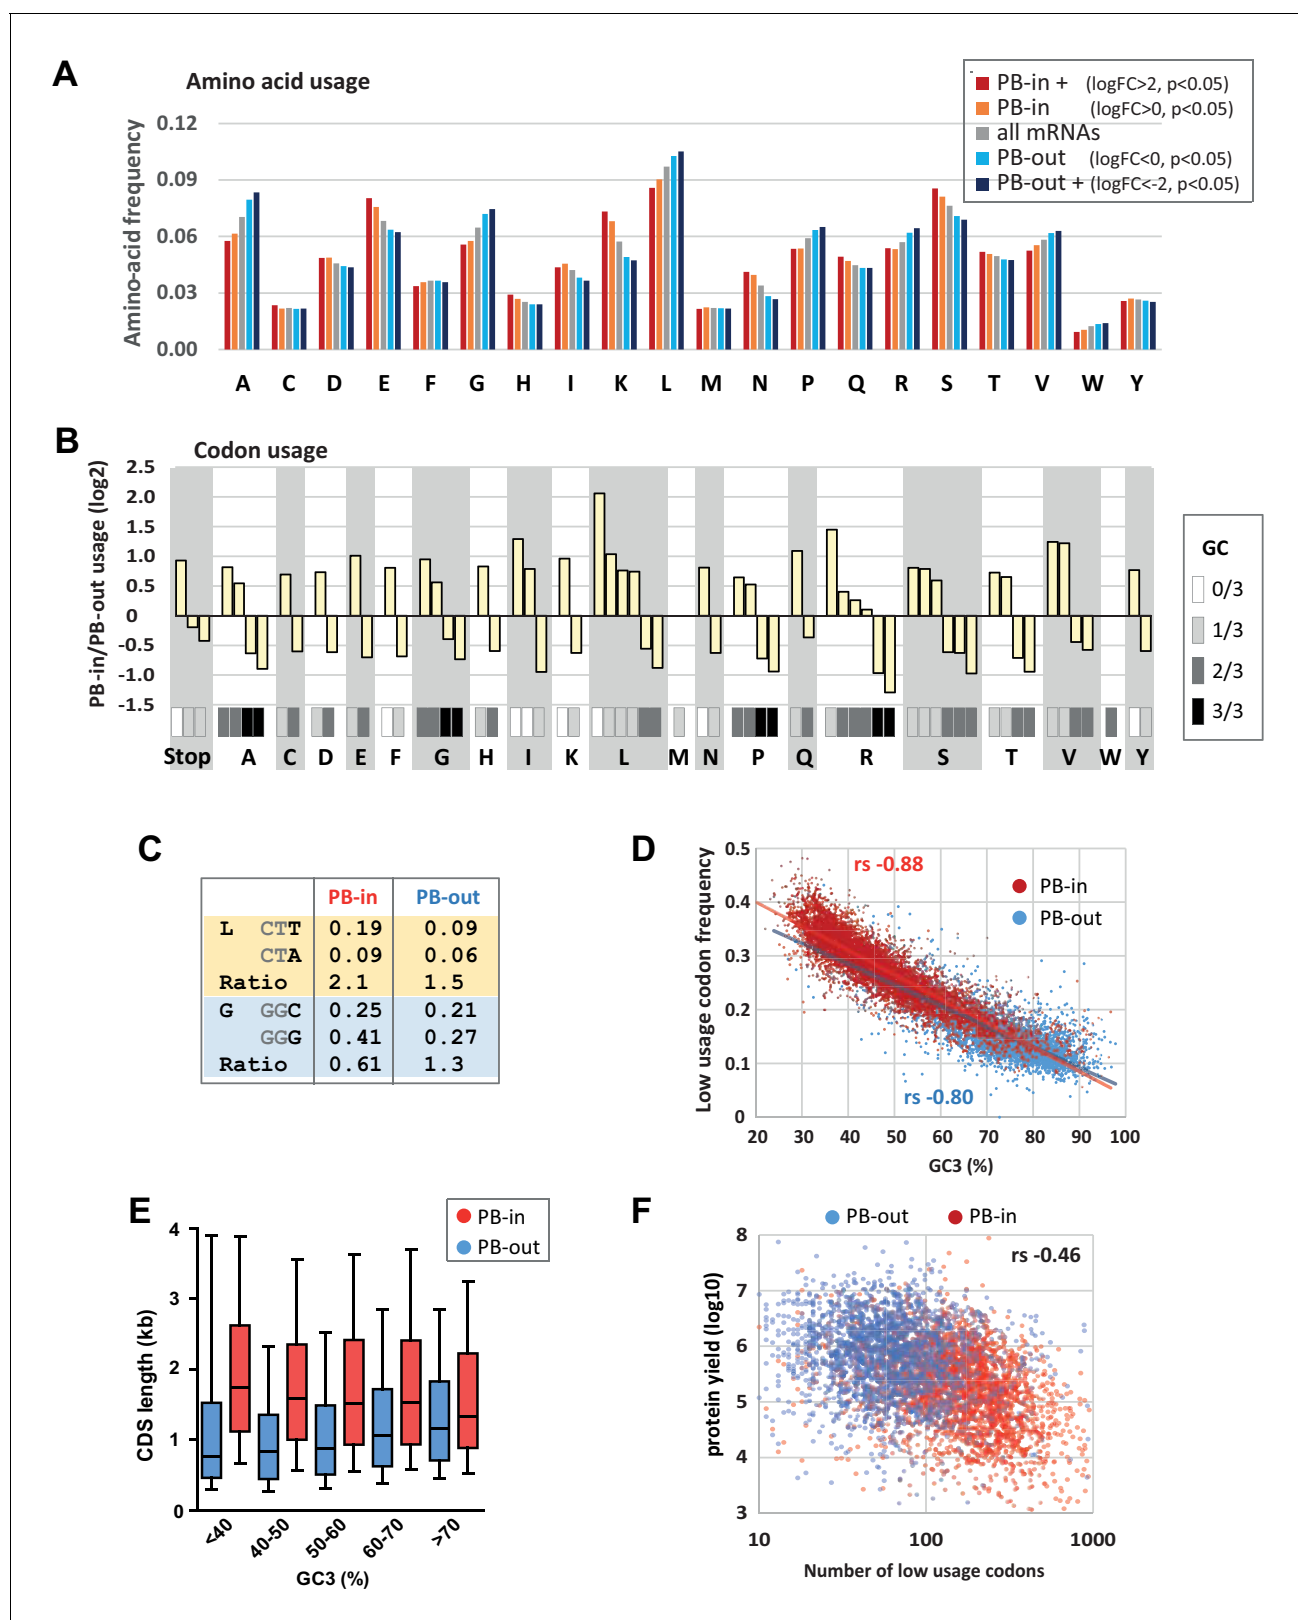 A
Amino acid usage
PB-in + (logFC>2, p<0.05)
PB-in (logFC>0, p<0.05)
all mRNAs
PB-out (logFC<0, p<0.05)
PB-out + (logFC<-2, p<0.05)
Amino-acid frequency
0.12
0.09
0.06
0.03
0.00
A C D E F G H I K L M N P Q R S T V W Y
B
Codon usage
PB-in/PB-out usage (log2)
2.5
2.0
1.5
1.0
0.5
0
-0.5
-1.0
-1.5
Stop A C D E F G H I K L M N P Q R S T V W Y
GC
0/3
1/3
2/3
3/3
C
PB-in PB-out
L CTT 0.19 0.09
CTA 0.09 0.06
Ratio 2.1 1.5
G GGC 0.25 0.21
GGG 0.41 0.27
Ratio 0.61 1.3
D
Low usage codon frequency
0.5
0.4
0.3
0.2
0.1
0
rs -0.88
PB-in
PB-out
rs -0.80
20 30 40 50 60 70 80 90 100
GC3 (%)
E
PB-in
PB-out
CDS length (kb)
4
3
2
1
0
<40 40-50 50-60 60-70 >70
GC3 (%)
F
PB-out PB-in
rs -0.46
protein yield (log10)
8
7
6
5
4
3
10 100 1000
Number of low usage codons